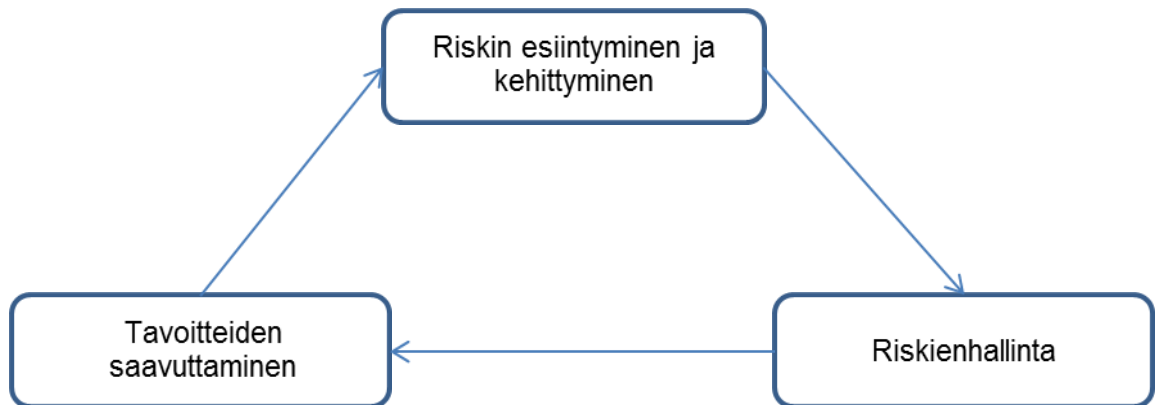 Riskin esiintyminen ja
kehittyminen
Tavoitteiden
saavuttaminen
Riskienhallinta